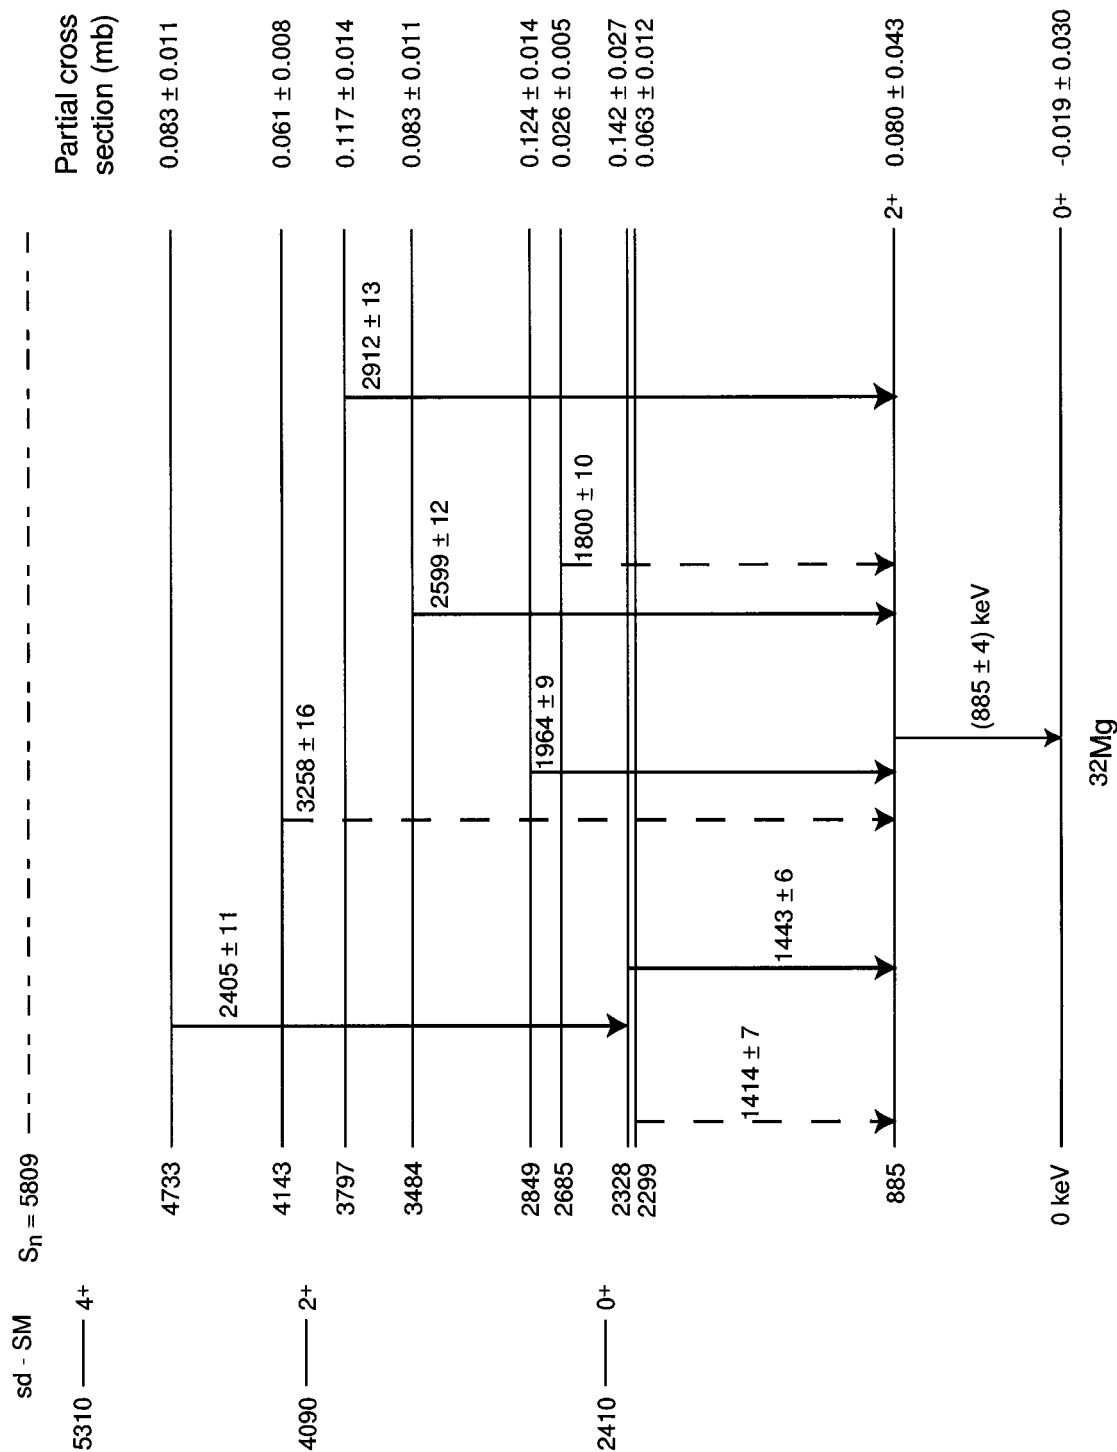 sd - SM
Sn = 5809
Partial cross
section (mb)
5310
4+
4733
2405 ± 11
0.083 ± 0.011
4143
3258 ± 16
0.061 ± 0.008
4090
2+
3797
2912 ± 13
0.117 ± 0.014
3484
2599 ± 12
0.083 ± 0.011
2849
1964 ± 9
0.124 ± 0.014
2685
1800 ± 10
0.026 ± 0.005
2410
0+
2328
0.142 ± 0.027
2299
0.063 ± 0.012
1414 ± 7
1443 ± 6
885
2+
0.080 ± 0.043
(885 ± 4) keV
0 keV
0+
-0.019 ± 0.030
32Mg